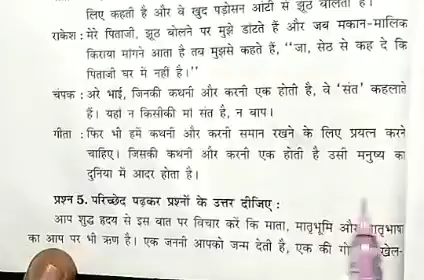 लिए कहती है और वे खुद पड़ोसन आंटी से झूठ बोलती है।
राकेश : मेरे पिताजी, झूठ बोलने पर मुझे डांटते हैं और जब मकान-मालिक
किराया मांगने आता है तब मुझसे कहते हैं, ‘‘जा, सेठ से कह दे कि
पिताजी घर में नहीं है।’’
चंपक : अरे भाई, जिनकी कथनी और करनी एक होती है, वे ‘संत’ कहलाते
हैं। यहां न किसीकी मां संत है, न बाप।
गीता : फिर भी हमें कथनी और करनी समान रखने के लिए प्रयत्न करने
चाहिए। जिसकी कथनी और करनी एक होती है उसी मनुष्य का
दुनिया में आदर होता है।
प्रश्न 5. परिच्छेद पढ़कर प्रश्नों के उत्तर दीजिए :
आप शुद्ध हृदय से इस बात पर विचार करें कि माता, मातृभूमि और मातृभाषा
का आप पर भी ऋण है। एक जननी आपको जन्म देती है, एक की खेल-